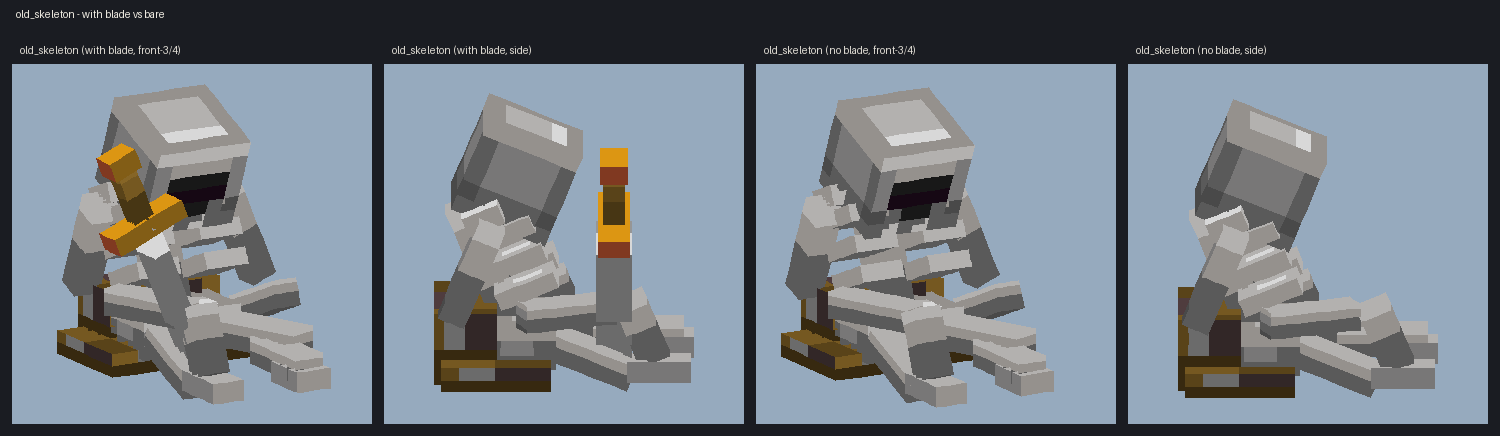 old_skeleton - with blade vs bare
old_skeleton (with blade, front-3/4)
old_skeleton (with blade, side)
old_skeleton (no blade, front-3/4)
old_skeleton (no blade, side)